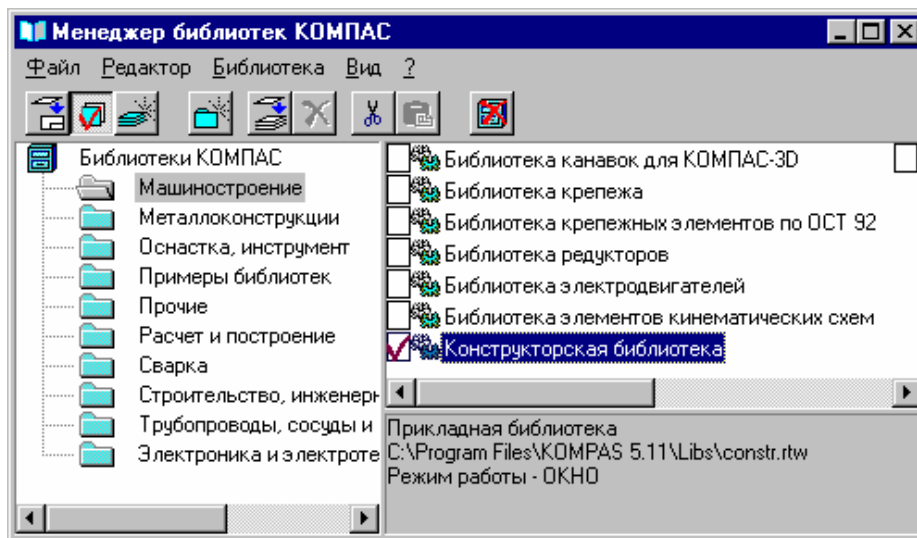 Менеджер библиотек КОМПАС
Файл Редактор Библиотека Вид ?
Библиотеки КОМПАС
Машиностроение
Металлоконструкции
Оснастка, инструмент
Примеры библиотек
Прочие
Расчет и построение
Сварка
Строительство, инженерн
Трубопроводы, сосуды и
Электроника и электроте
Библиотека канавок для КОМПАС-3D
Библиотека крепежа
Библиотека крепежных элементов по ОСТ 92
Библиотека редукторов
Библиотека электродвигателей
Библиотека элементов кинематических схем
Конструкторская библиотека
Прикладная библиотека
C:\Program Files\KOMPAS 5.11\Libs\constr.rtw
Режим работы - ОКНО